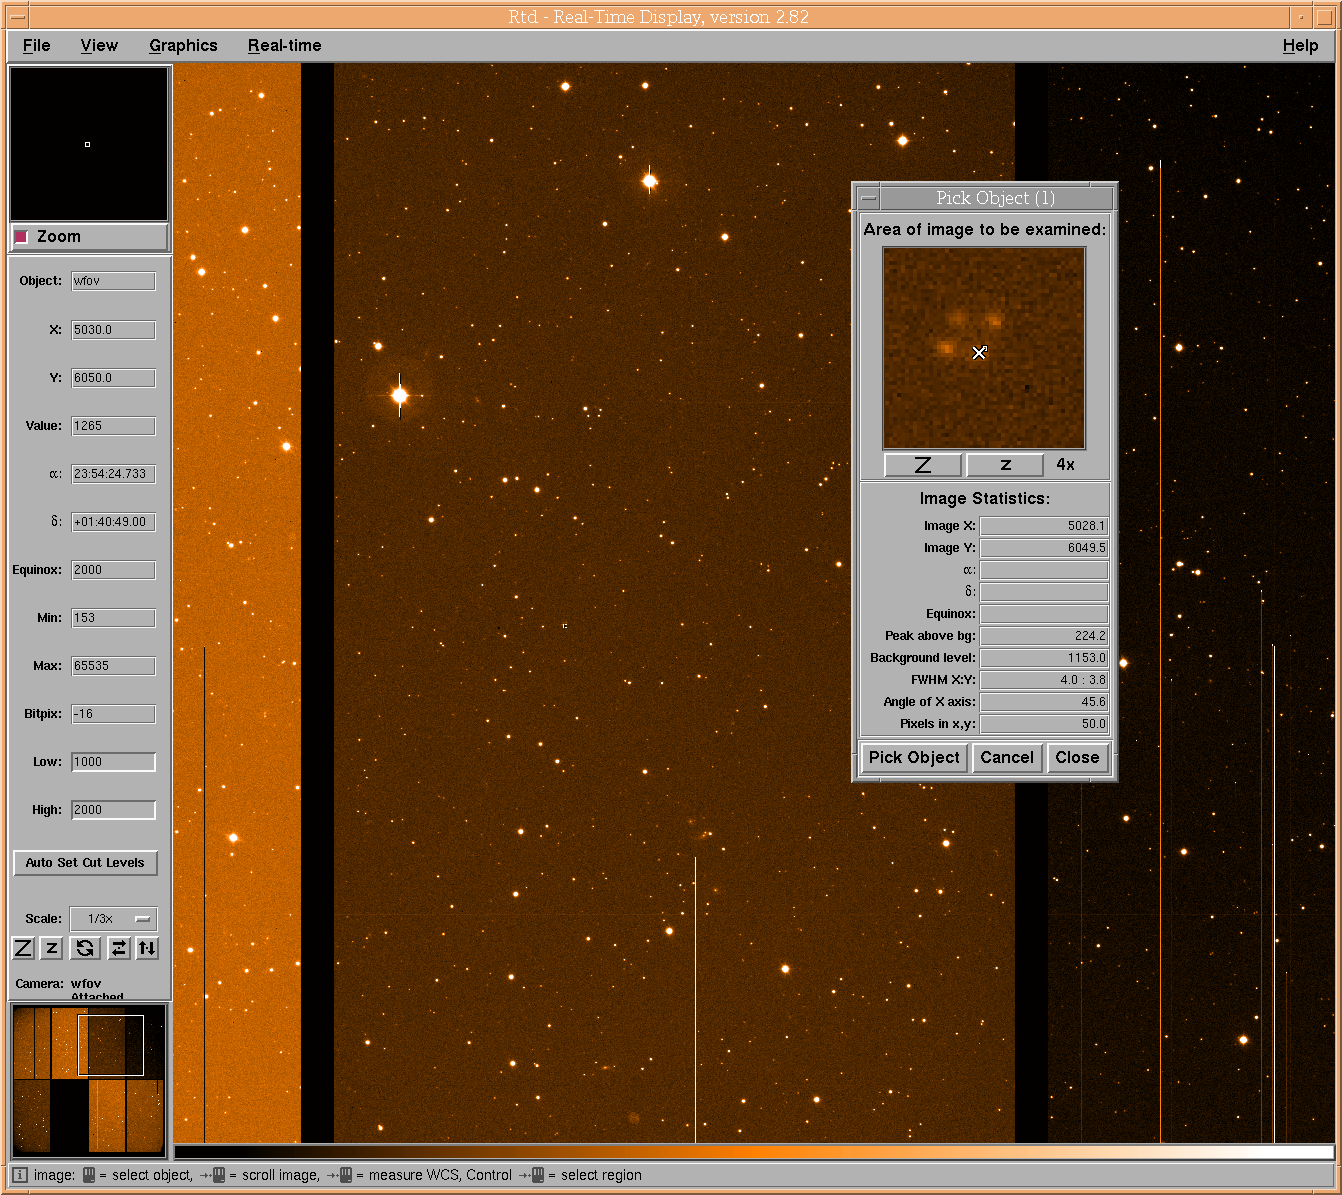 Rtd - Real-Time Display, version 2.82
File View Graphics Real-time Help
Zoom
Object: wfov
X: 5030.0
Y: 6050.0
Value: 1265
α: 23:54:24.733
δ: +01:40:49.00
Equinox: 2000
Min: 153
Max: 65535
Bitpix: -16
Low: 1000
High: 2000
Auto Set Cut Levels
Scale: 1/3x
Z z
Camera: wfov
Attached
Pick Object (1)
Area of image to be examined:
Z z 4x
Image Statistics:
Image X: 5028.1
Image Y: 6049.5
α:
δ:
Equinox:
Peak above bg: 224.2
Background level: 1153.0
FWHM X:Y: 4.0 : 3.8
Angle of X axis: 45.6
Pixels in x,y: 50.0
Pick Object Cancel Close
i image: = select object, = scroll image, = measure WCS, Control = select region